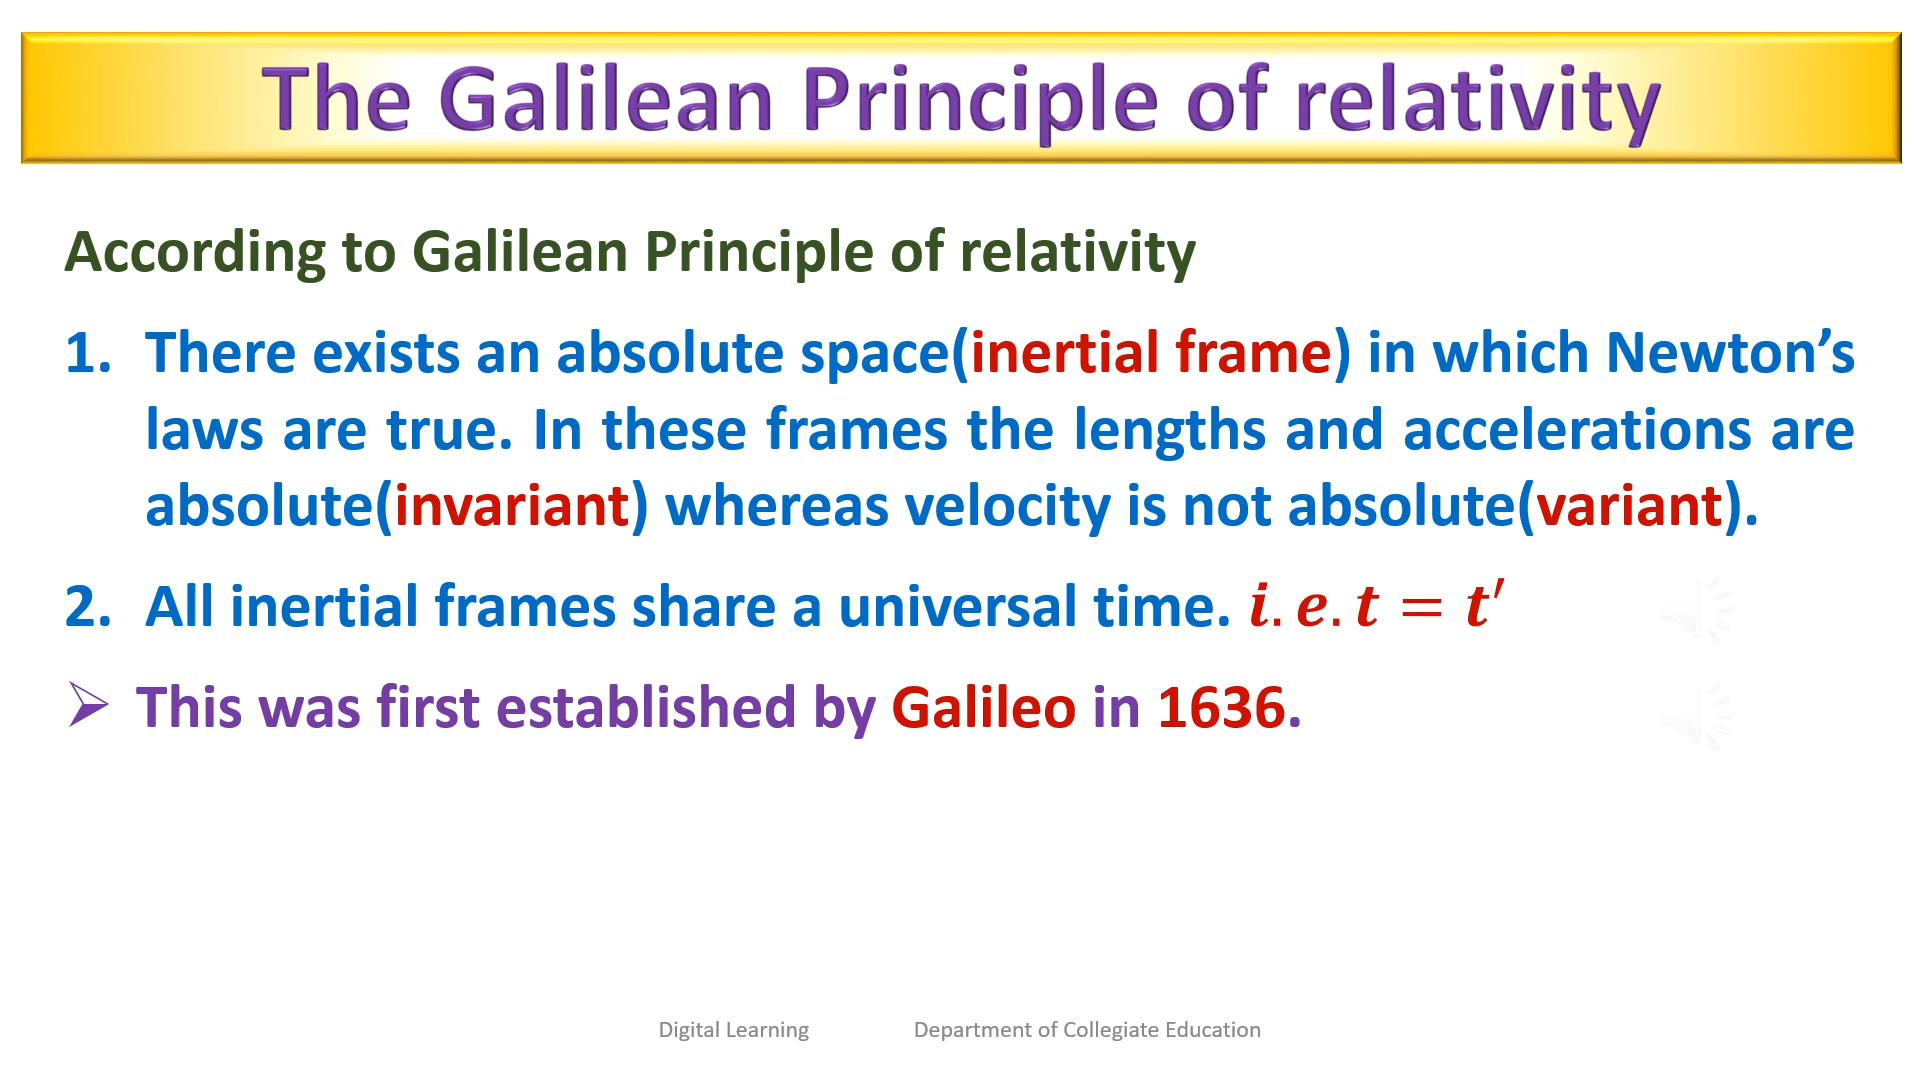 The Galilean Principle of relativity
According to Galilean Principle of relativity
1. There exists an absolute space(inertial frame) in which Newton’s
laws are true. In these frames the lengths and accelerations are
absolute(invariant) whereas velocity is not absolute(variant).
2. All inertial frames share a universal time. i.e.t = t′
➢ This was first established by Galileo in 1636.
Digital Learning Department of Collegiate Education